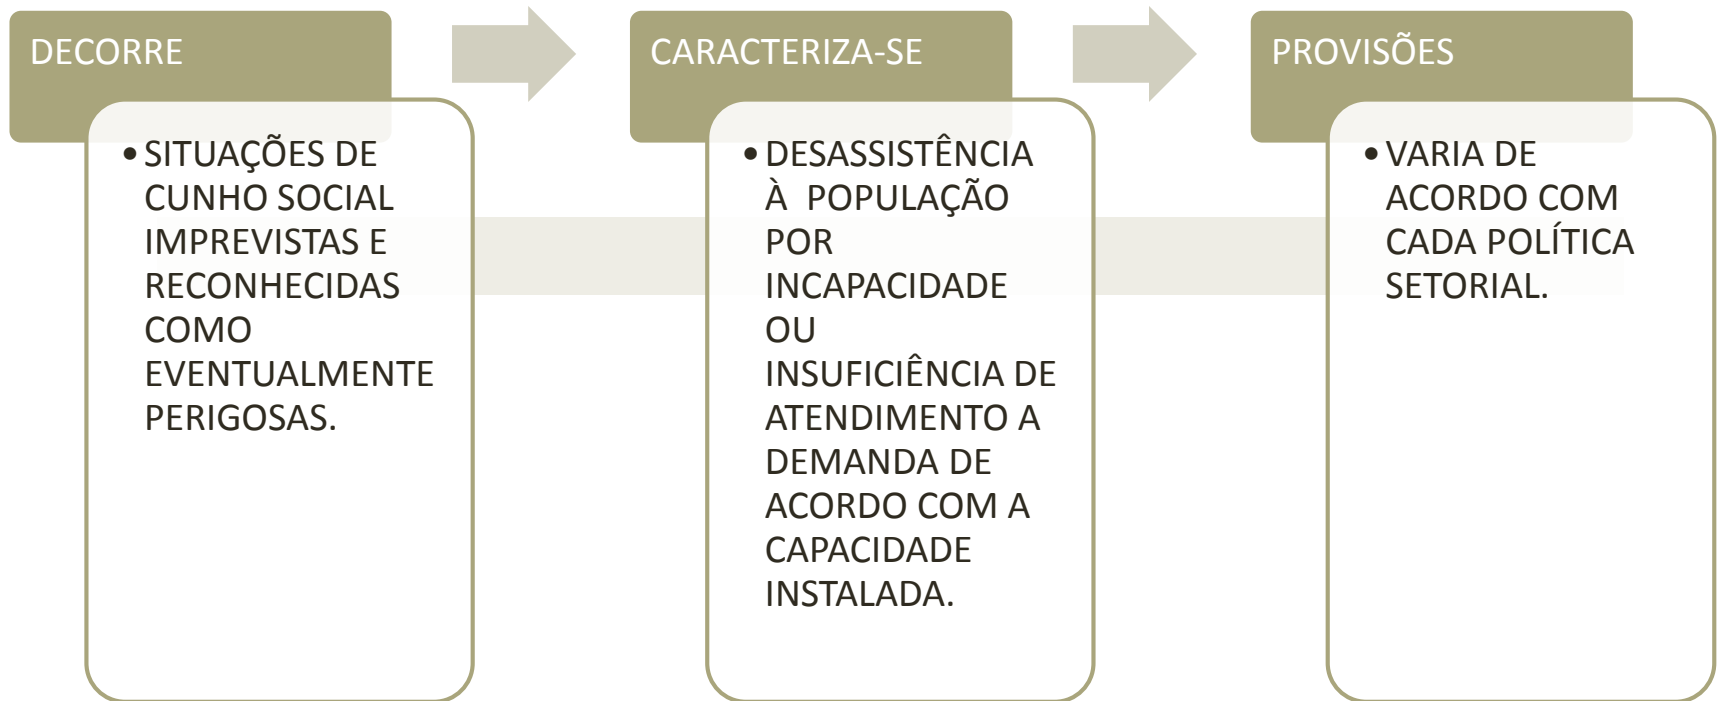 DECORRE
• SITUAÇÕES DE
CUNHO SOCIAL
IMPREVISTAS E
RECONHECIDAS
COMO
EVENTUALMENTE
PERIGOSAS.
CARACTERIZA-SE
• DESASSISTÊNCIA
À POPULAÇÃO
POR
INCAPACIDADE
OU
INSUFICIÊNCIA DE
ATENDIMENTO A
DEMANDA DE
ACORDO COM A
CAPACIDADE
INSTALADA.
PROVISÕES
• VARIA DE
ACORDO COM
CADA POLÍTICA
SETORIAL.